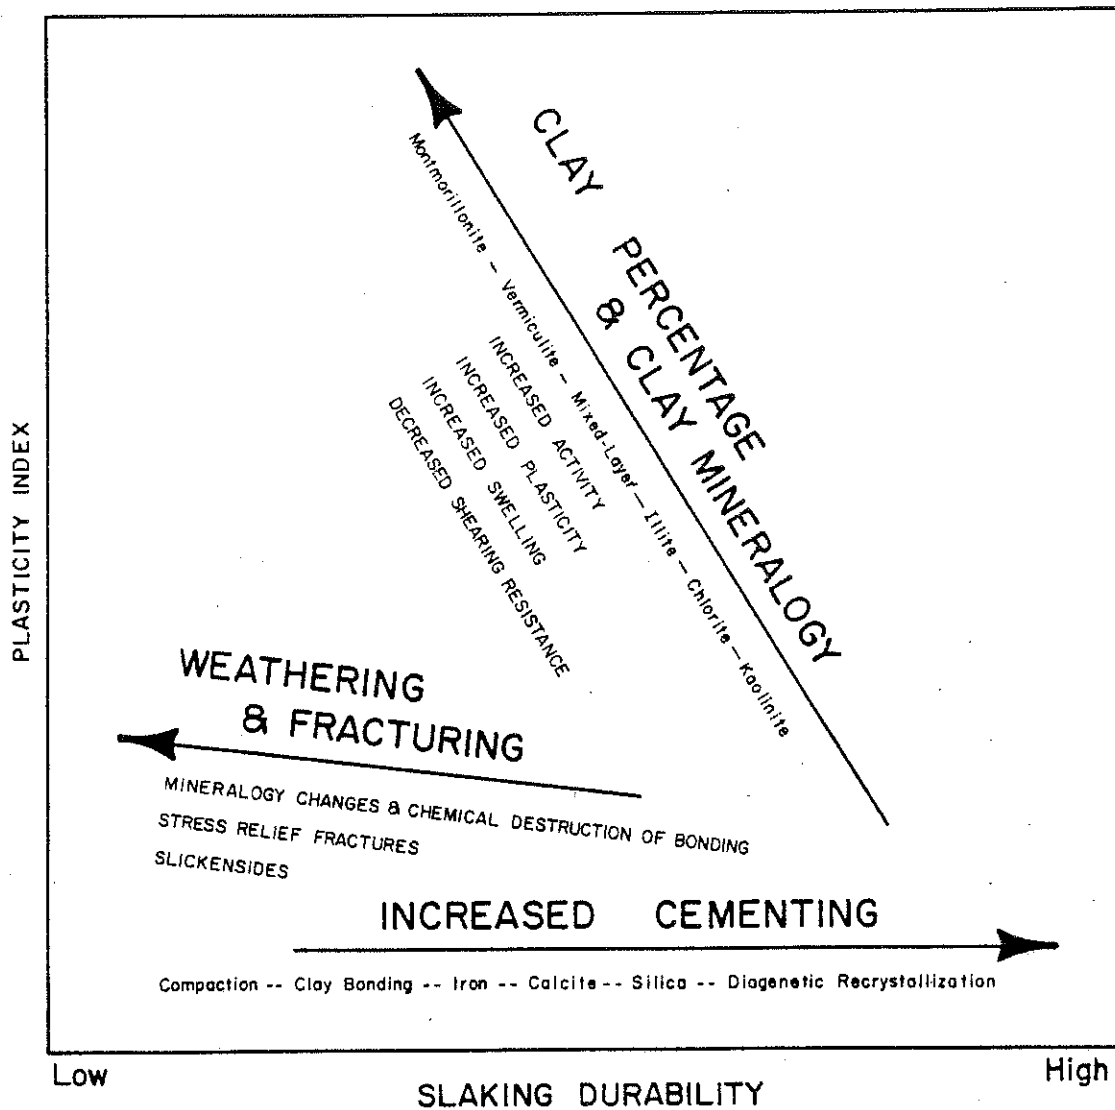 CLAY PERCENTAGE
& CLAY MINERALOGY
Montmorillonite — Vermiculite — Mixed-Layer — Illite — Chlorite — Kaolinite
INCREASED ACTIVITY
INCREASED PLASTICITY
INCREASED SWELLING
DECREASED SHEARING RESISTANCE
PLASTICITY INDEX
WEATHERING
& FRACTURING
MINERALOGY CHANGES & CHEMICAL DESTRUCTION OF BONDING
STRESS RELIEF FRACTURES
SLICKENSIDES
INCREASED CEMENTING
Compaction -- Clay Bonding -- Iron -- Calcite -- Silica -- Diagenetic Recrystallization
Low
High
SLAKING DURABILITY